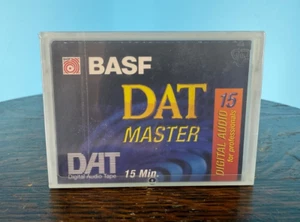 BASF
DAT
MASTER
15
DIGITAL AUDIO
for professionals
DAT
Digital Audio Tape
15 Min.